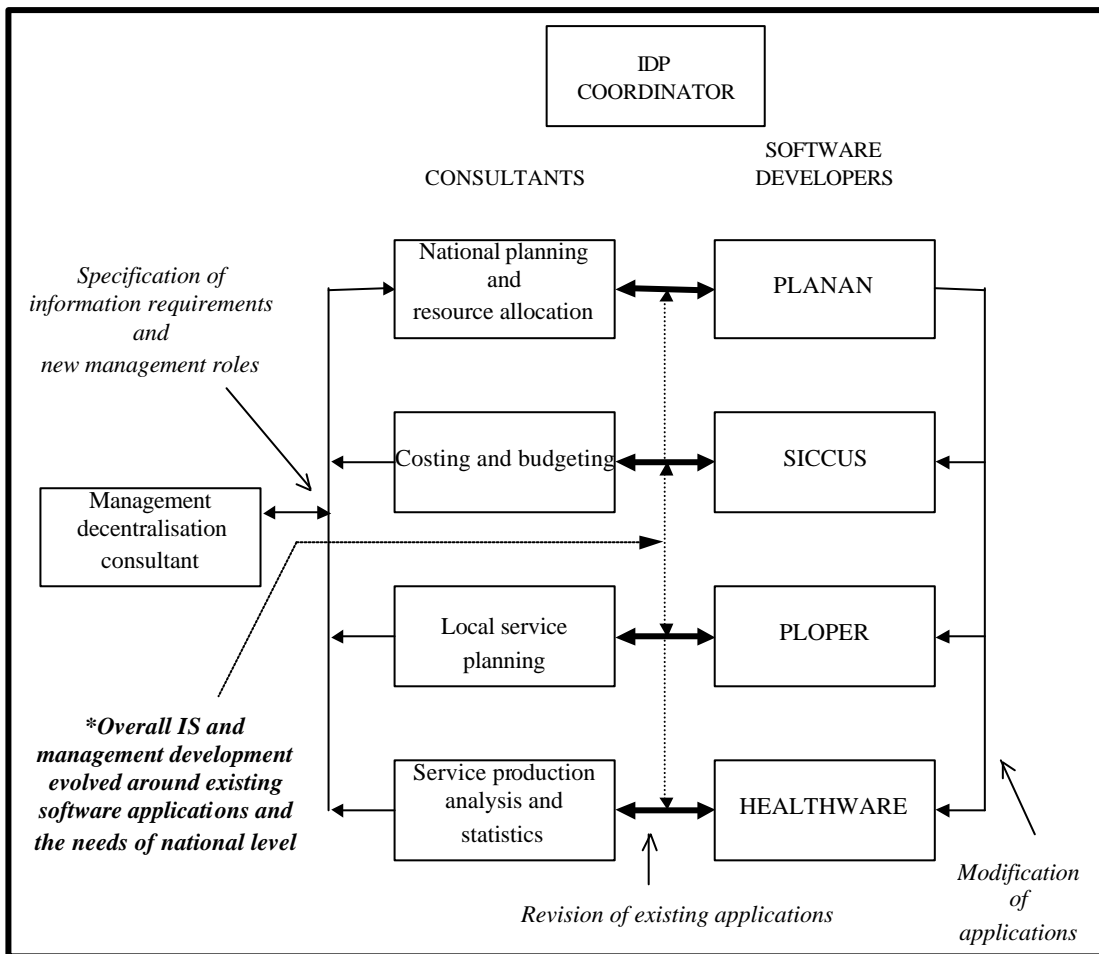 IDP
COORDINATOR
CONSULTANTS
SOFTWARE
DEVELOPERS
Specification of
information requirements
and
new management roles
National planning
and
resource allocation
PLANAN
Costing and budgeting
SICCUS
Management
decentralisation
consultant
Local service
planning
PLOPER
*Overall IS and
management development
evolved around existing
software applications and
the needs of national level
Service production
analysis and
statistics
HEALTHWARE
Revision of existing applications
Modification
of
applications